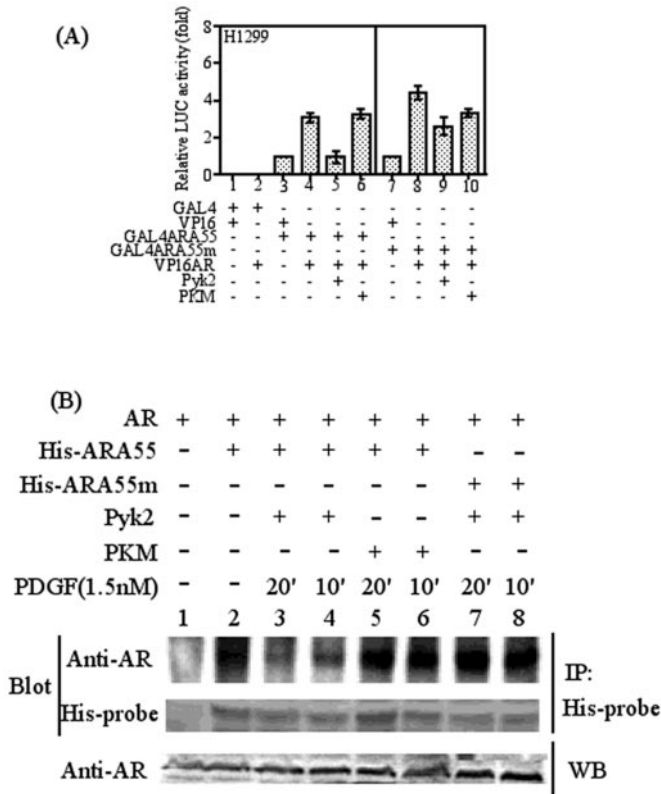 (A)
Relative LUC activity (fold)
H1299
8
4
2
0
1 2 3 4 5 6 7 8 9 10
GAL4 + + - - - - - - - -
VP16 + - + - - - + - - -
GAL4ARA55 - - + + + + - - - -
GAL4ARA55m - - - - - - + + + +
VP16AR - + - + + + - + + +
Pyk2 - - - - + - - - + -
PKM - - - - - + - - - +
(B)
AR + + + + + + + +
His-ARA55 - + + + + + - -
His-ARA55m - - - - - - + +
Pyk2 - - + + - - + +
PKM - - - - + + - -
PDGF(1.5nM) - - 20' 10' 20' 10' 20' 10'
1 2 3 4 5 6 7 8
Blot
Anti-AR
His-probe
IP:
His-probe
Anti-AR
WB